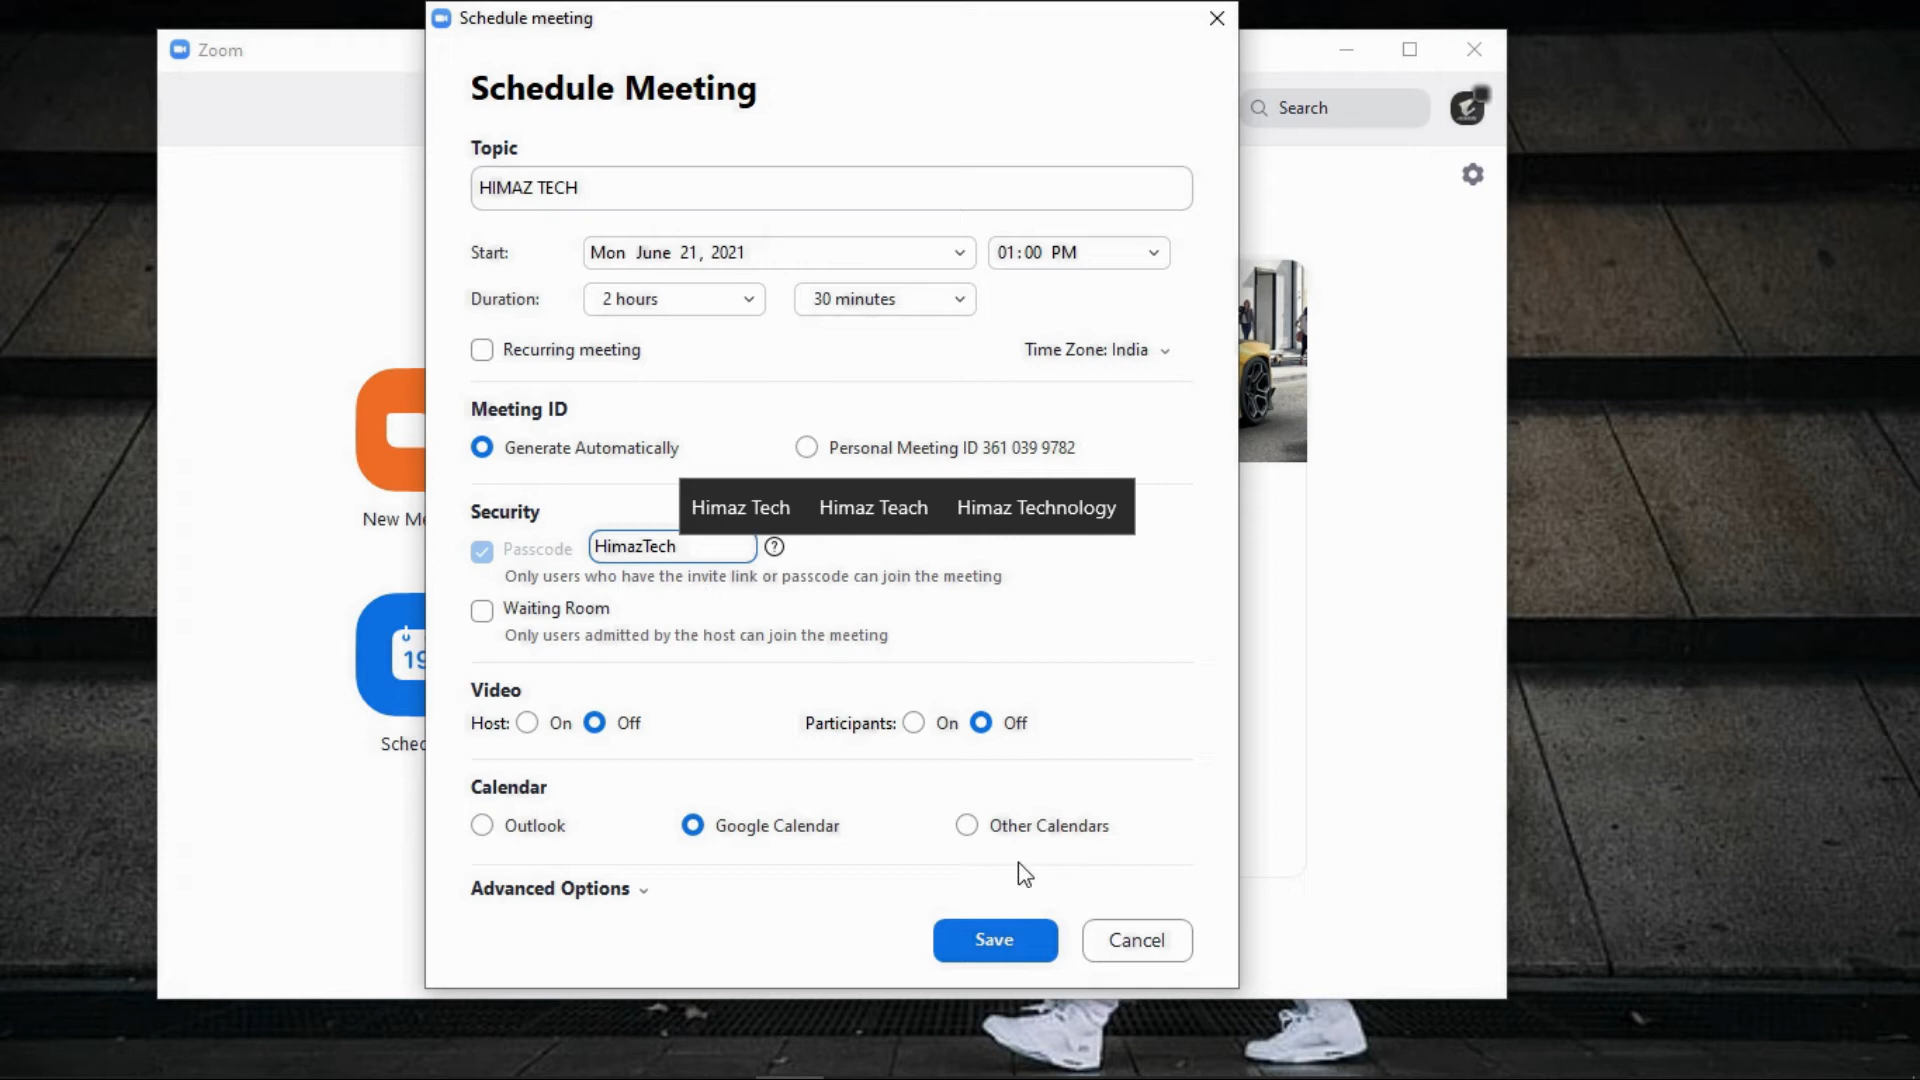 Schedule meeting
Zoom
Schedule Meeting
Search
Topic
HIMAZ TECH
Start: Mon June 21, 2021 01:00 PM
Duration: 2 hours 30 minutes
Recurring meeting Time Zone: India
Meeting ID
Generate Automatically Personal Meeting ID 361 039 9782
Himaz Tech Himaz Teach Himaz Technology
Security
New Me
Passcode HimazTech ?
Only users who have the invite link or passcode can join the meeting
Waiting Room
Only users admitted by the host can join the meeting
19
Video
Host: On Off Participants: On Off
Sched
Calendar
Outlook Google Calendar Other Calendars
Advanced Options
Save Cancel